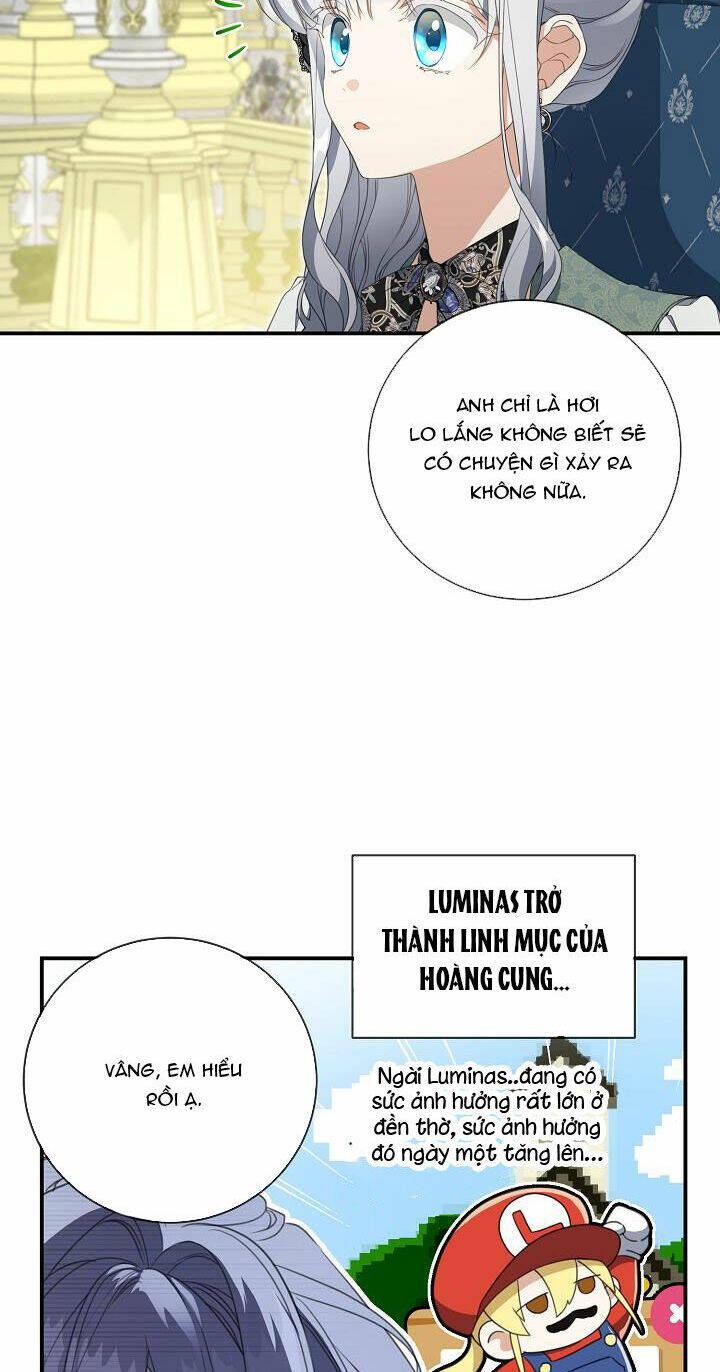 ANH CHỈ LÀ HƠI
LO LẮNG KHÔNG BIẾT SẼ
CÓ CHUYỆN GÌ XẢY RA
KHÔNG NỮA.
LUMINAS TRỞ
THÀNH LINH MỤC CỦA
HOÀNG CUNG...
VÂNG, EM HIỂU
RỒI Ạ.
Ngài Luminas..đang có
sức ảnh hưởng rất lớn ở
đền thờ, sức ảnh hưởng
đó ngày một tăng lên...
L